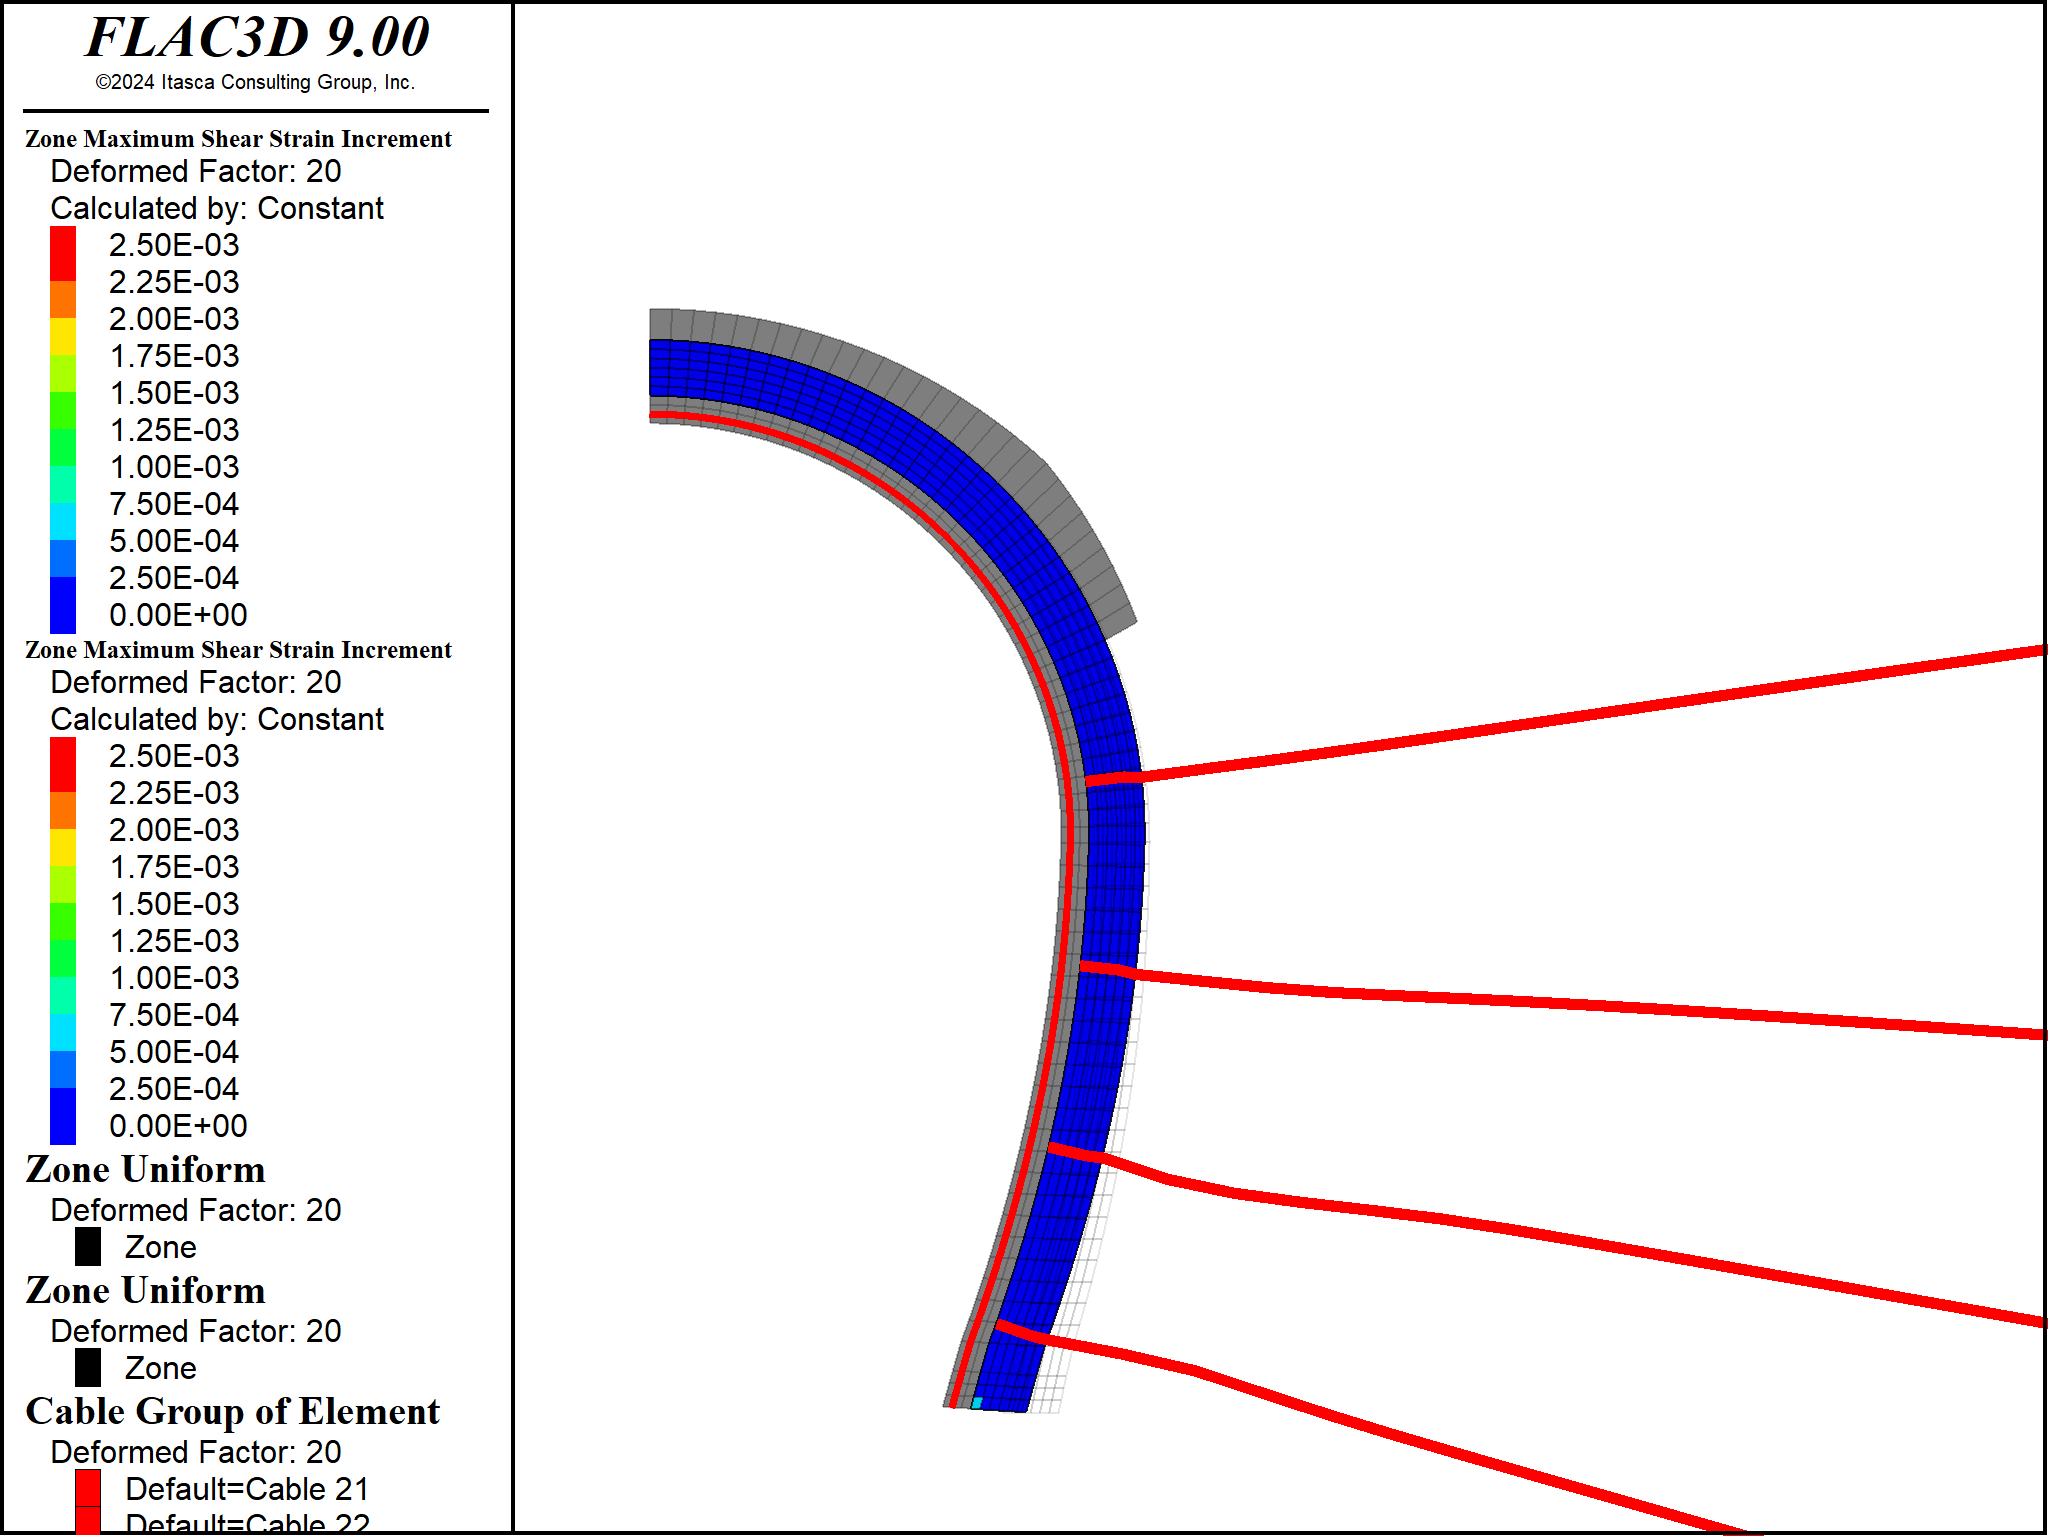 FLAC3D 9.00
©2024 Itasca Consulting Group, Inc.
Zone Maximum Shear Strain Increment
Deformed Factor: 20
Calculated by: Constant
2.50E-03
2.25E-03
2.00E-03
1.75E-03
1.50E-03
1.25E-03
1.00E-03
7.50E-04
5.00E-04
2.50E-04
0.00E+00
Zone Maximum Shear Strain Increment
Deformed Factor: 20
Calculated by: Constant
2.50E-03
2.25E-03
2.00E-03
1.75E-03
1.50E-03
1.25E-03
1.00E-03
7.50E-04
5.00E-04
2.50E-04
0.00E+00
Zone Uniform
Deformed Factor: 20
Zone
Zone Uniform
Deformed Factor: 20
Zone
Cable Group of Element
Deformed Factor: 20
Default=Cable 21
Default=Cable 22